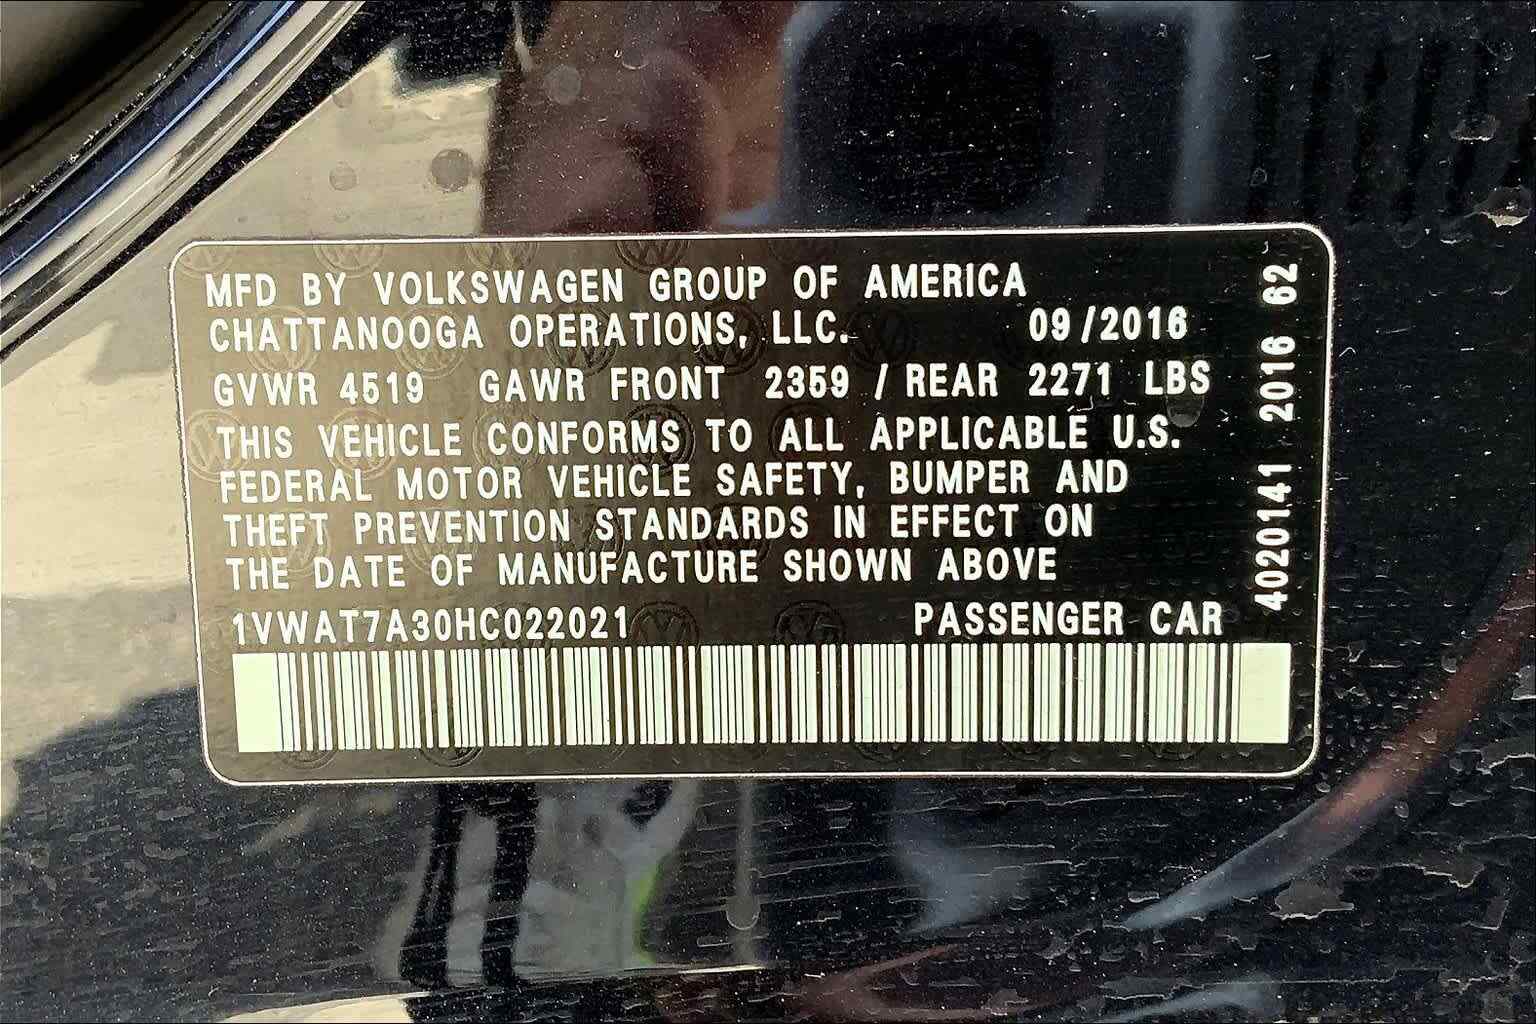 MFD BY VOLKSWAGEN GROUP OF AMERICA
CHATTANOOGA OPERATIONS, LLC. 09/2016
GVWR 4519 GAWR FRONT 2359 / REAR 2271 LBS
THIS VEHICLE CONFORMS TO ALL APPLICABLE U.S.
FEDERAL MOTOR VEHICLE SAFETY, BUMPER AND
THEFT PREVENTION STANDARDS IN EFFECT ON
THE DATE OF MANUFACTURE SHOWN ABOVE
1VWAT7A30HC022021 PASSENGER CAR
4020141 2016 62